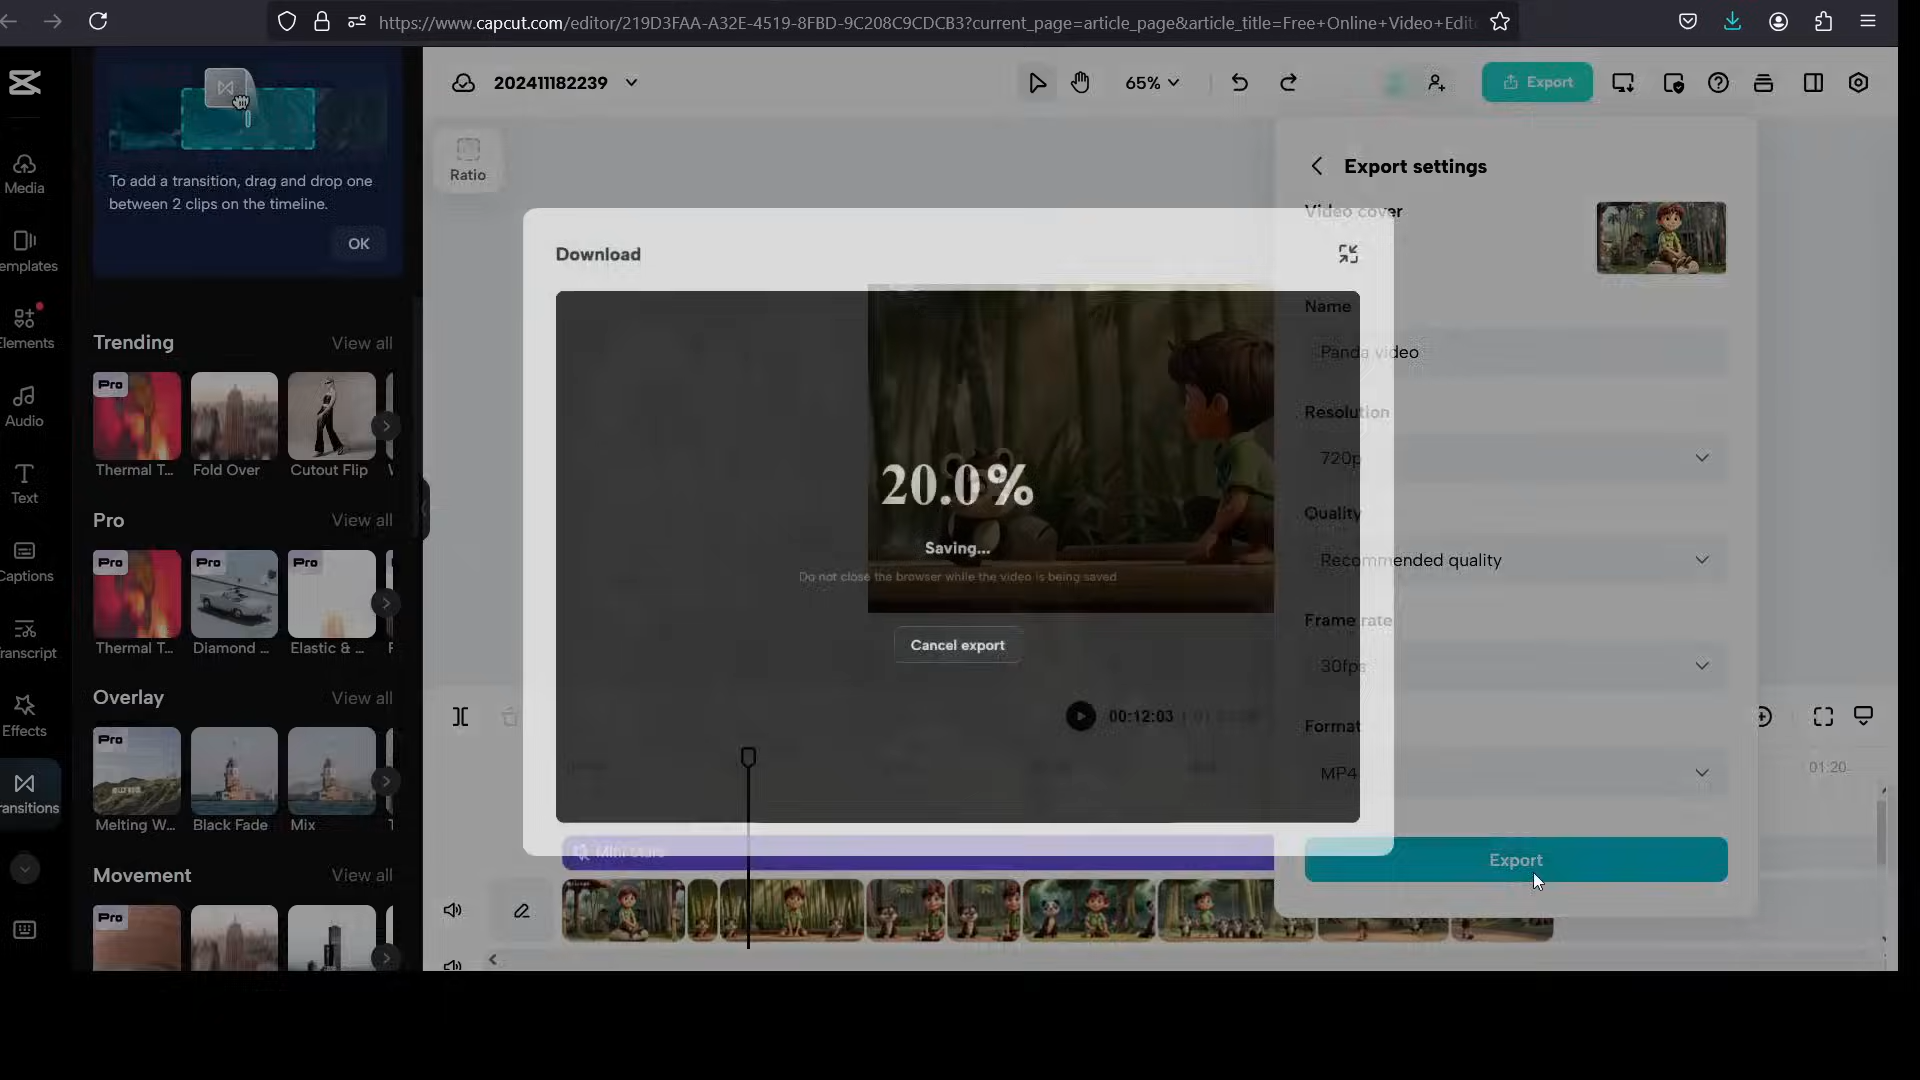 https://www.capcut.com/editor/219D3FAA-A32E-4519-8FBD-9C208C9CDCB3?current_page=article_page&article_title=Free+Online+Video+Edit
202411182239
65%
Export
Media
emplates
Elements
Audio
Text
Captions
ranscript
Effects
ransitions
To add a transition, drag and drop one
between 2 clips on the timeline.
OK
Trending
View all
Pro
Thermal T...
Fold Over
Cutout Flip
Pro
View all
Pro
Pro
Pro
Thermal T...
Diamond ...
Elastic & ...
Overlay
View all
Pro
Melting W...
Black Fade
Mix
Movement
View all
Pro
Ratio
Download
20.0%
Saving...
Do not close the browser while the video is being saved
Cancel export
00:12:03
Export settings
Video cover
Name
Panda video
Resolution
720p
Quality
Recommended quality
Frame rate
30fps
Format
MP4
Export
01:20